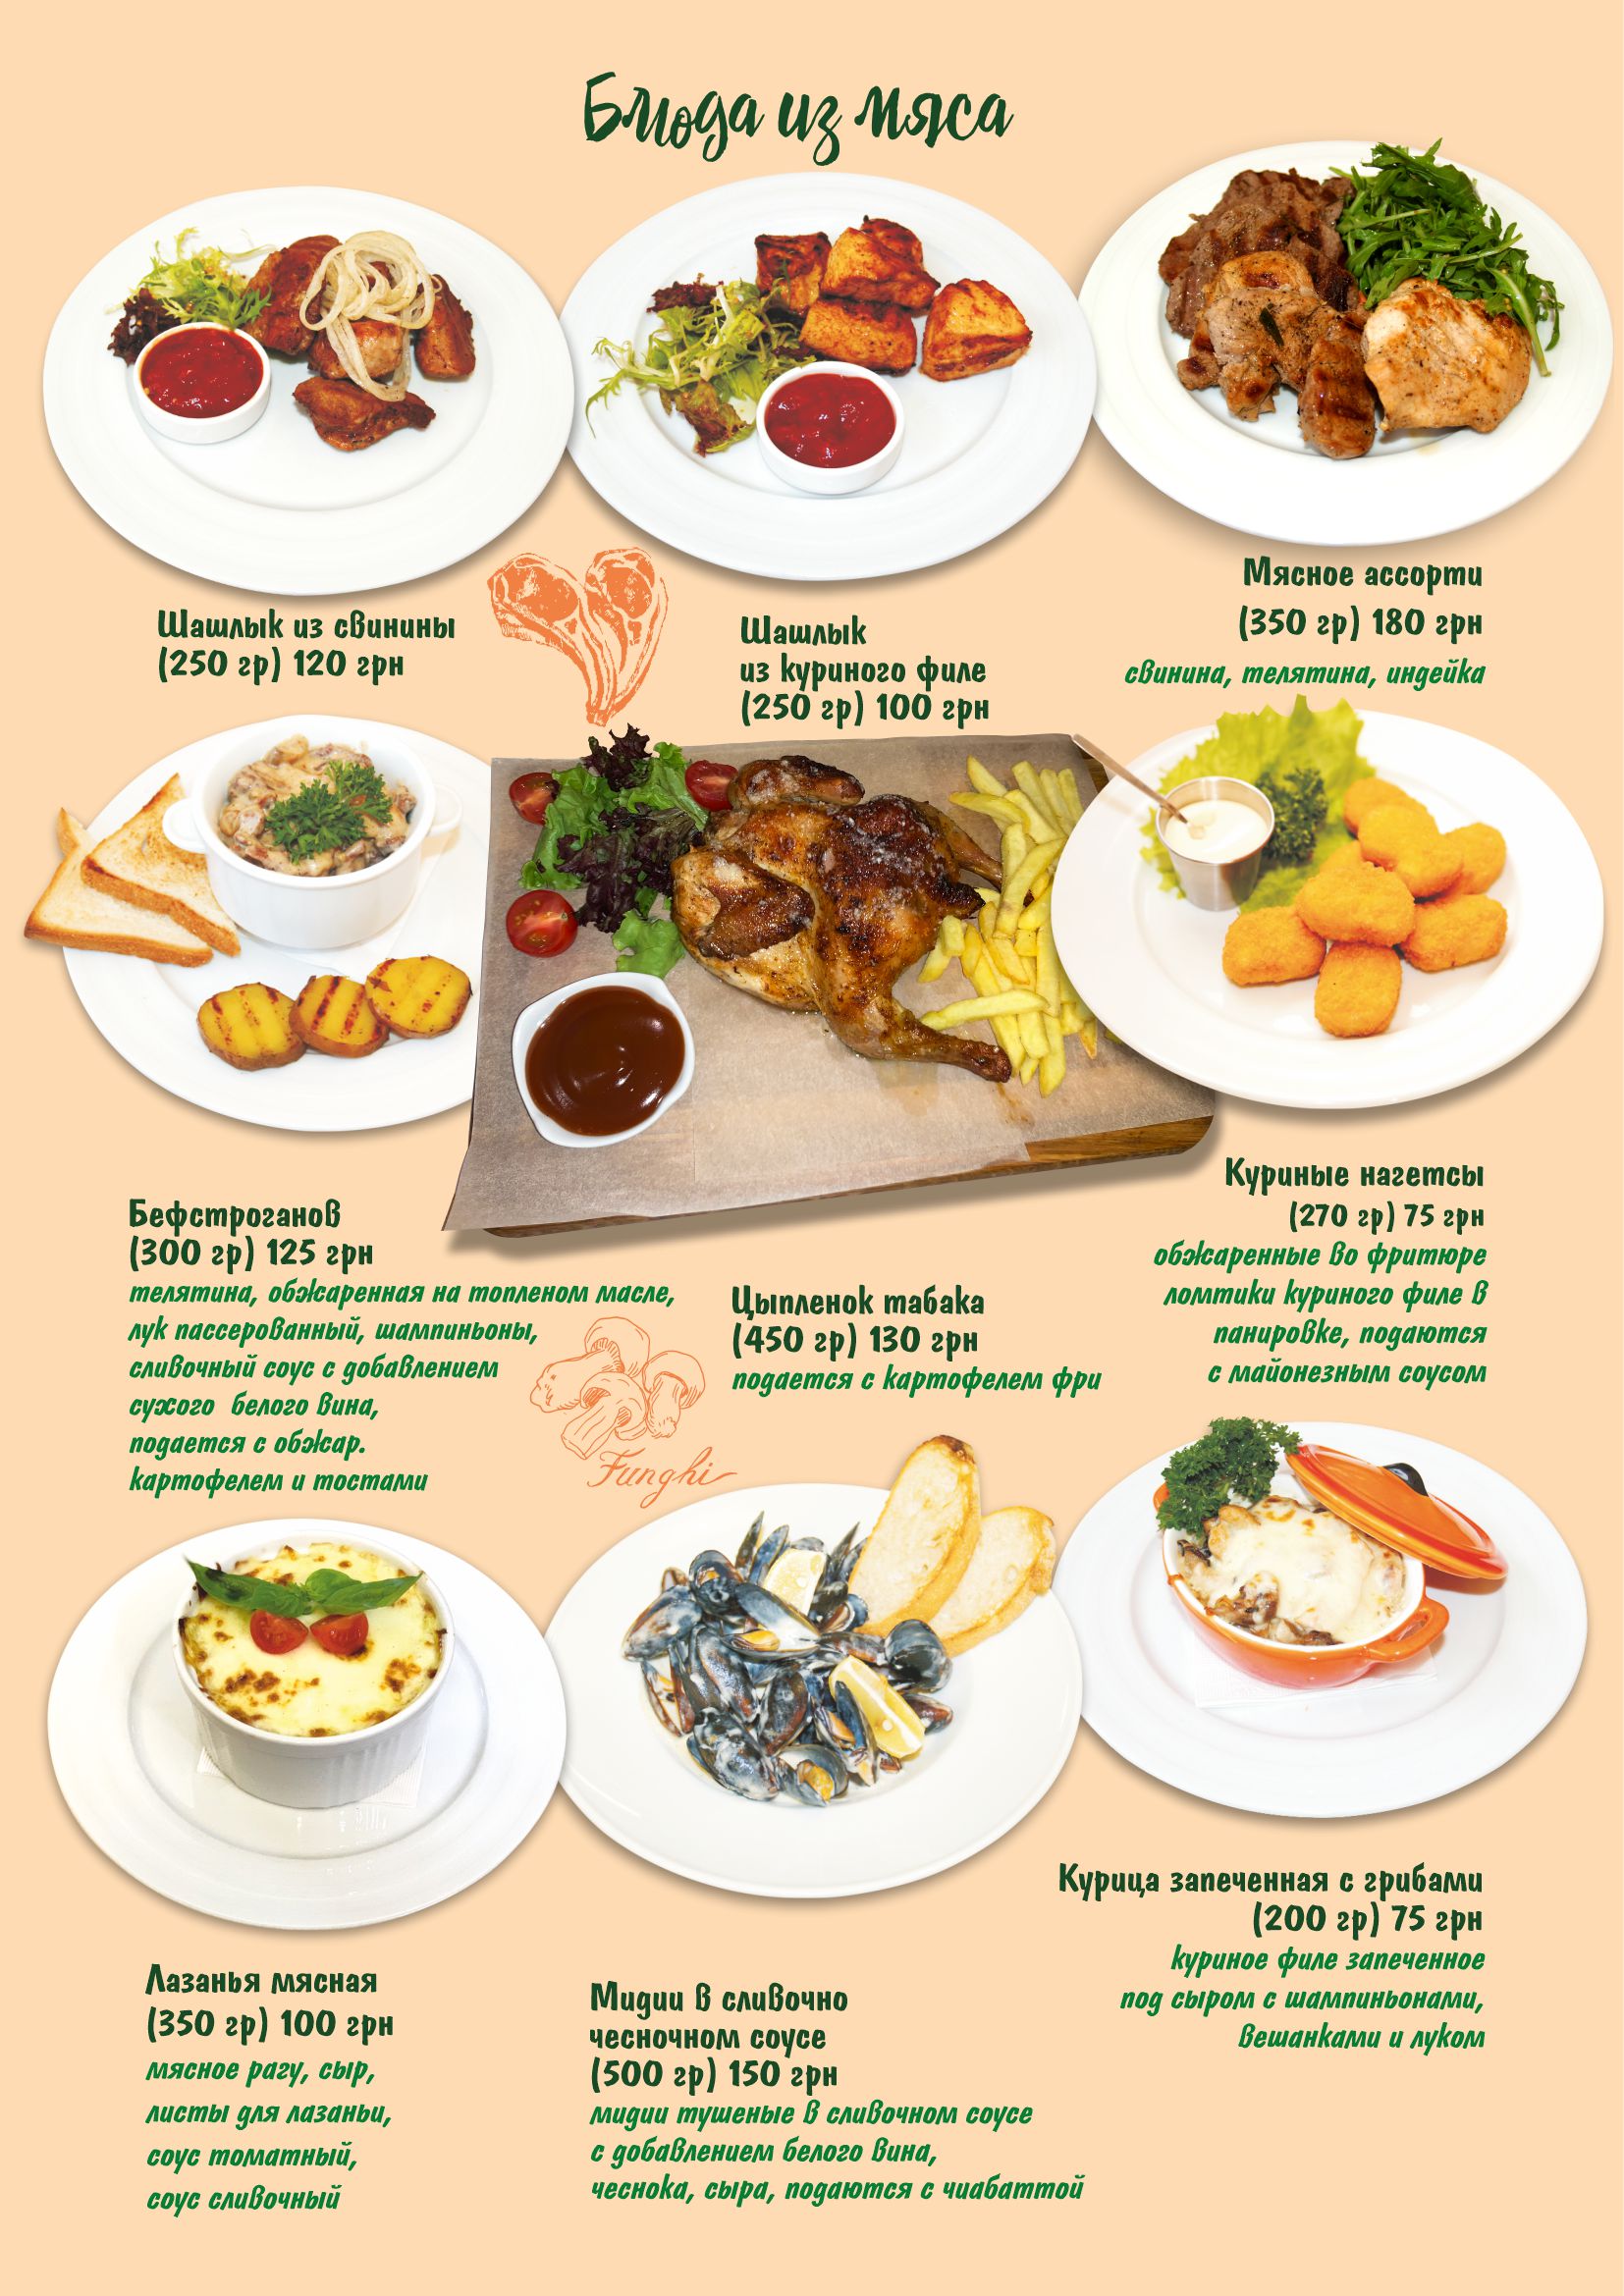 Блюда из мяса
Шашлык из свинины
(250 гр) 120 грн
Шашлык
из куриного филе
(250 гр) 100 грн
Мясное ассорти
(350 гр) 180 грн
свинина, телятина, индейка
Бефстроганов
(300 гр) 125 грн
телятина, обжаренная на топленом масле,
лук пассерованный, шампиньоны,
сливочный соус с добавлением
сухого белого вина,
подается с обжар.
картофелем и тостами
Funghi
Цыпленок табака
(450 гр) 130 грн
подается с картофелем фри
Куриные нагетсы
(270 гр) 75 грн
обжаренные во фритюре
ломтики куриного филе в
панировке, подаются
с майонезным соусом
Лазанья мясная
(350 гр) 100 грн
мясное рагу, сыр,
листы для лазаньи,
соус томатный,
соус сливочный
Мидии в сливочно
чесночном соусе
(500 гр) 150 грн
мидии тушеные в сливочном соусе
с добавлением белого вина,
чеснока, сыра, подаются с чиабаттой
Курица запеченная с грибами
(200 гр) 75 грн
куриное филе запеченное
под сыром с шампиньонами,
вешанками и луком